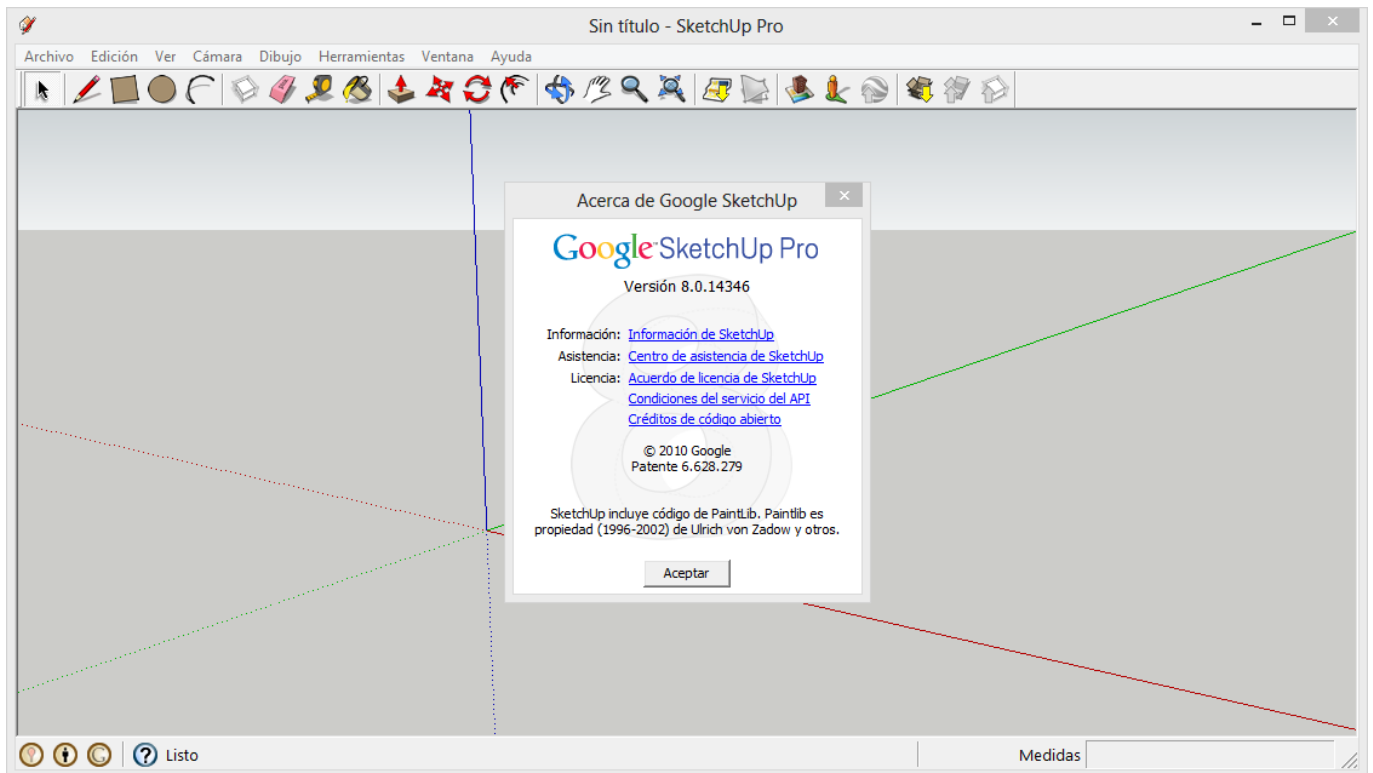 Sin título - SketchUp Pro
Archivo Edición Ver Cámara Dibujo Herramientas Ventana Ayuda
Acerca de Google SketchUp
Google SketchUp Pro
Versión 8.0.14346
Información: Información de SketchUp
Asistencia: Centro de asistencia de SketchUp
Licencia: Acuerdo de licencia de SketchUp
Condiciones del servicio del API
Créditos de código abierto
© 2010 Google
Patente 6.628.279
SketchUp incluye código de PaintLib. Paintlib es
propiedad (1996-2002) de Ulrich von Zadow y otros.
Aceptar
Listo
Medidas